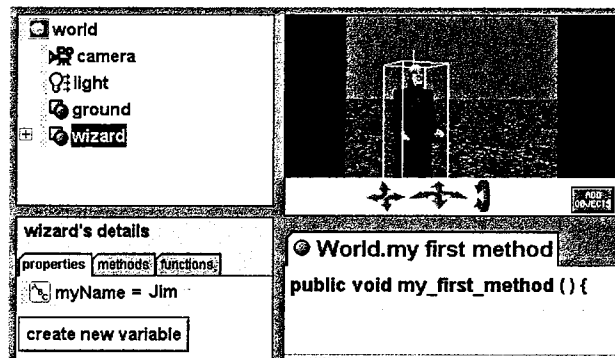 world
camera
light
ground
wizard
ADD
OBJECTS
wizard's details
properties methods functions
myName = Jim
create new variable
World.my first method
public void my_first_method ( ) {